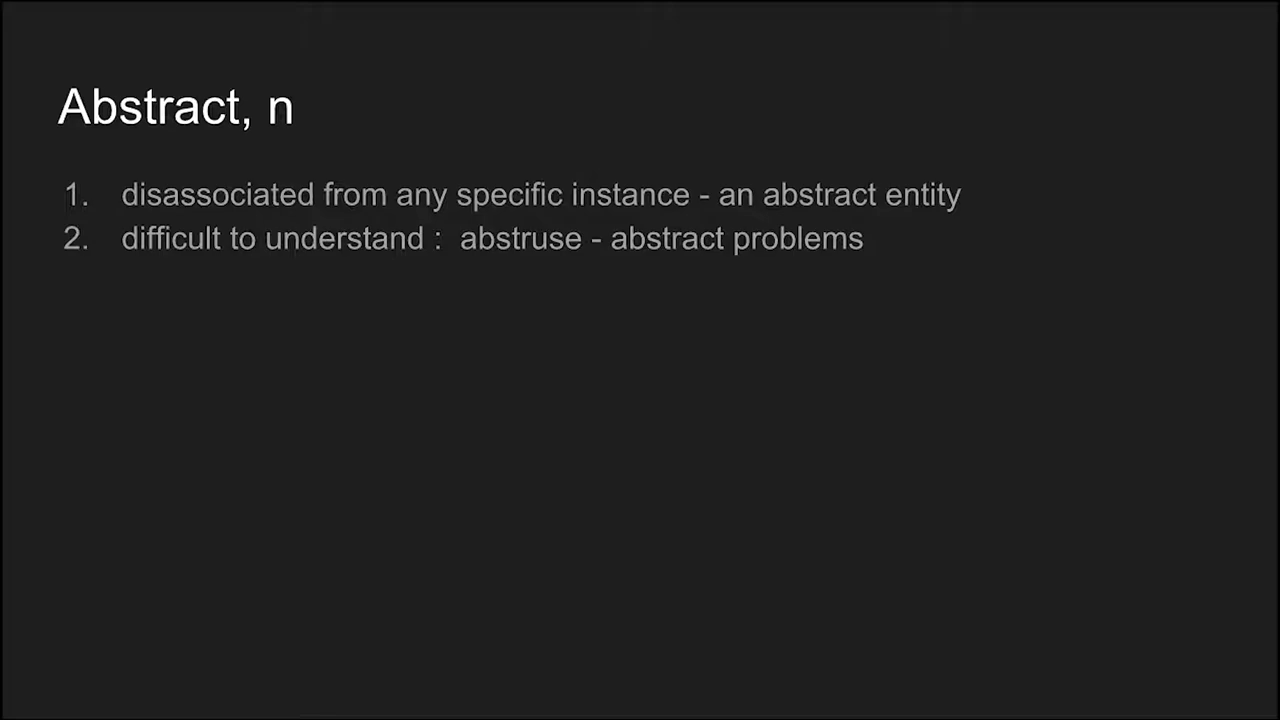 Abstract, n
1. disassociated from any specific instance - an abstract entity
2. difficult to understand : abstruse - abstract problems